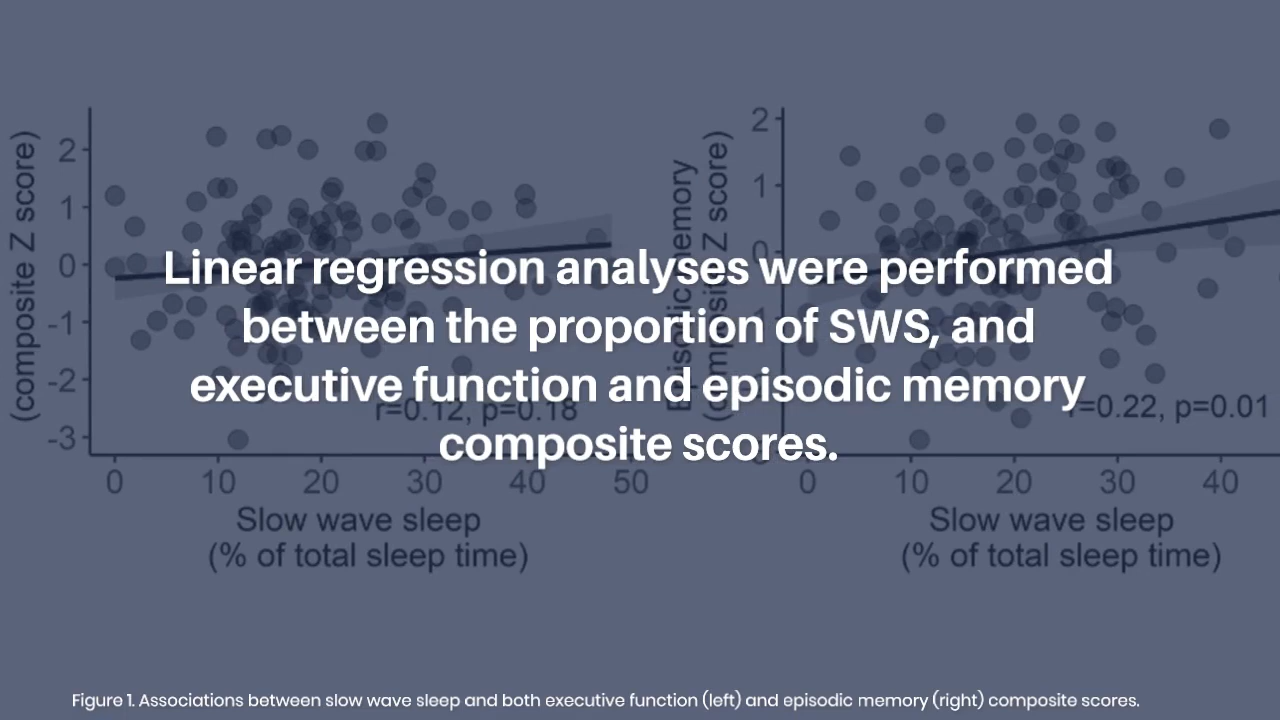 Linear regression analyses were performed
between the proportion of SWS, and
executive function and episodic memory
composite scores.
(composite Z score)
2
1
0
-1
-2
-3
r=0.12, p=0.18
0 10 20 30 40 50
Slow wave sleep
(% of total sleep time)
Episodic memory
(composite Z score)
2
1
0
r=0.22, p=0.01
0 10 20 30 40
Slow wave sleep
(% of total sleep time)
Figure 1. Associations between slow wave sleep and both executive function (left) and episodic memory (right) composite scores.